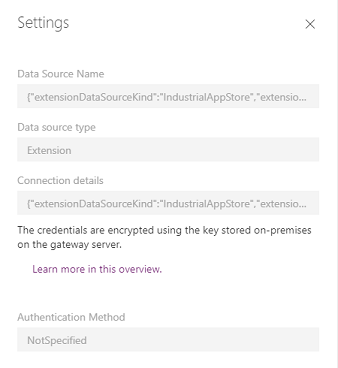 Settings
Data Source Name
{"extensionDataSourceKind":"IndustrialAppStore","extensio...
Data source type
Extension
Connection details
{"extensionDataSourceKind":"IndustrialAppStore","extensio...
The credentials are encrypted using the key stored on-premises
on the gateway server.
Learn more in this overview.
Authentication Method
NotSpecified